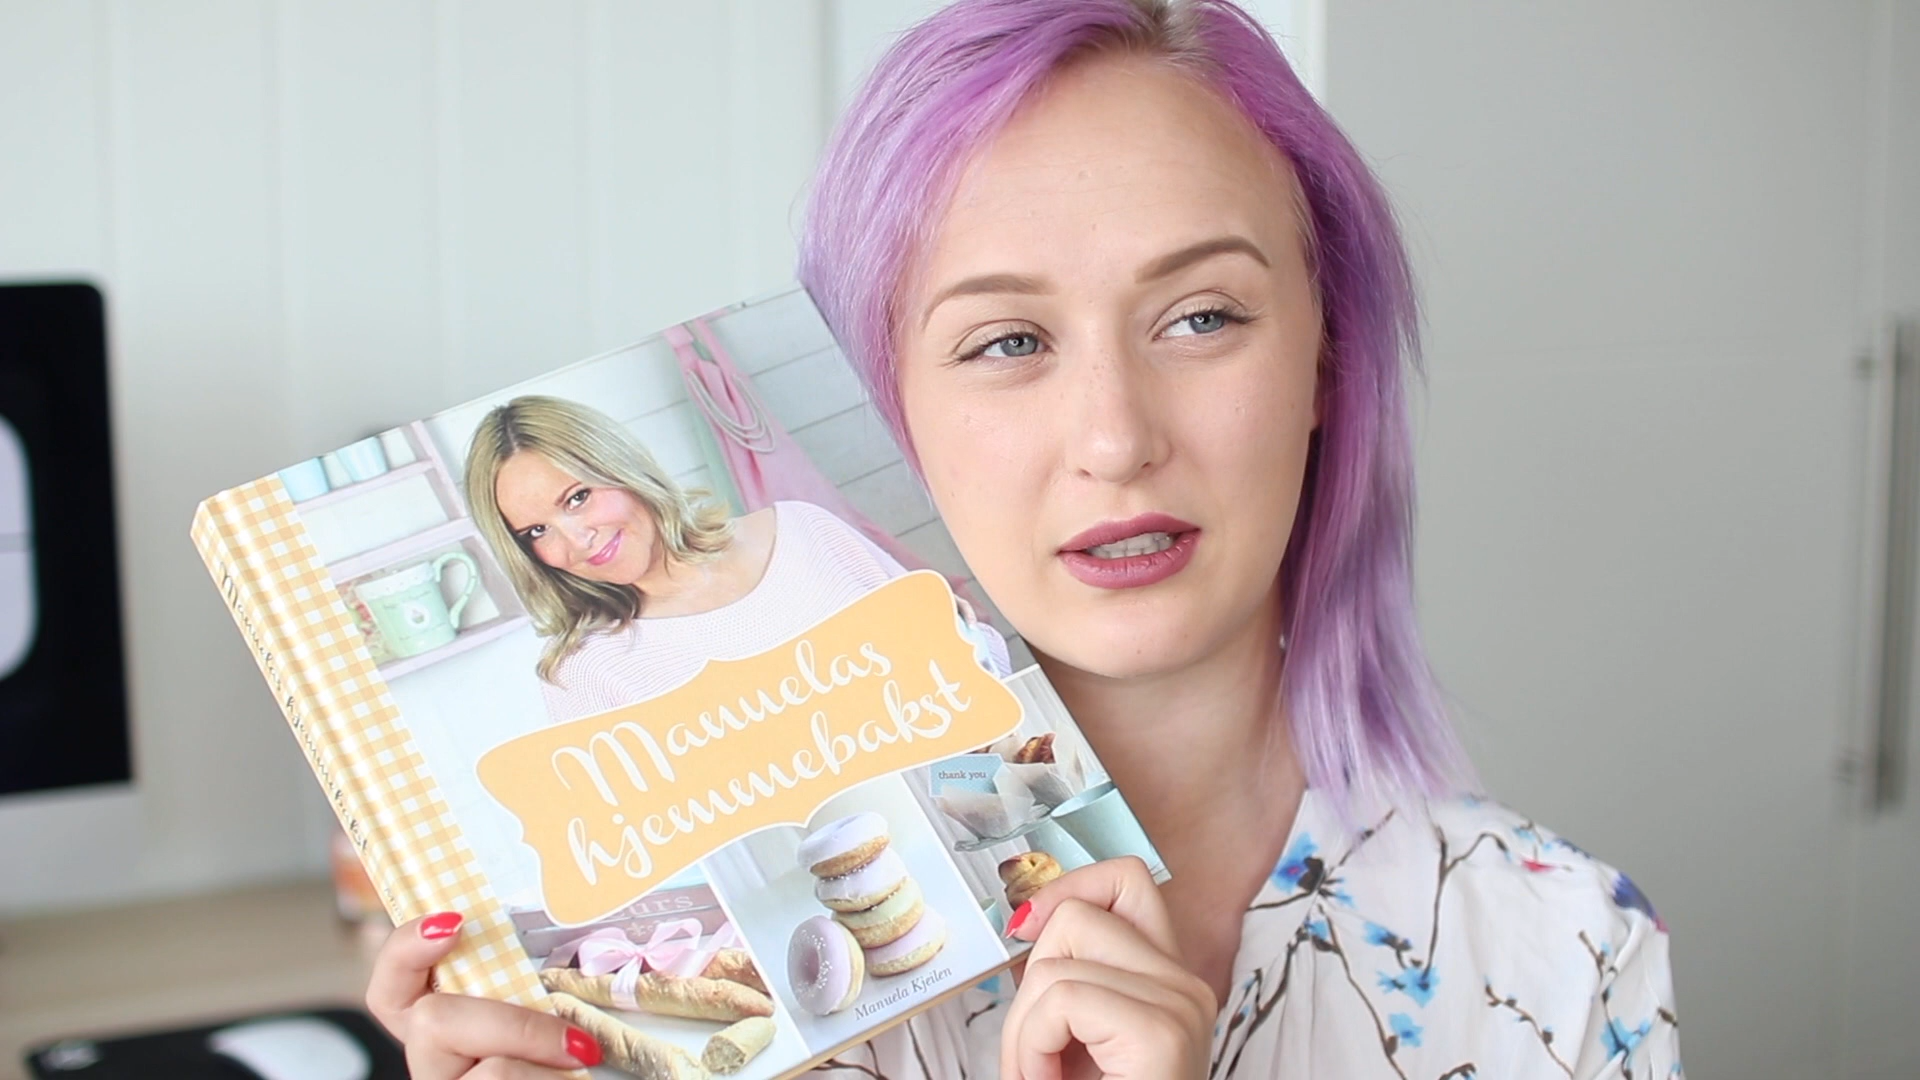 Manuelas
hjemmebakst
thank you
Manuela Kjeilen
Manuelas hjemmebakst